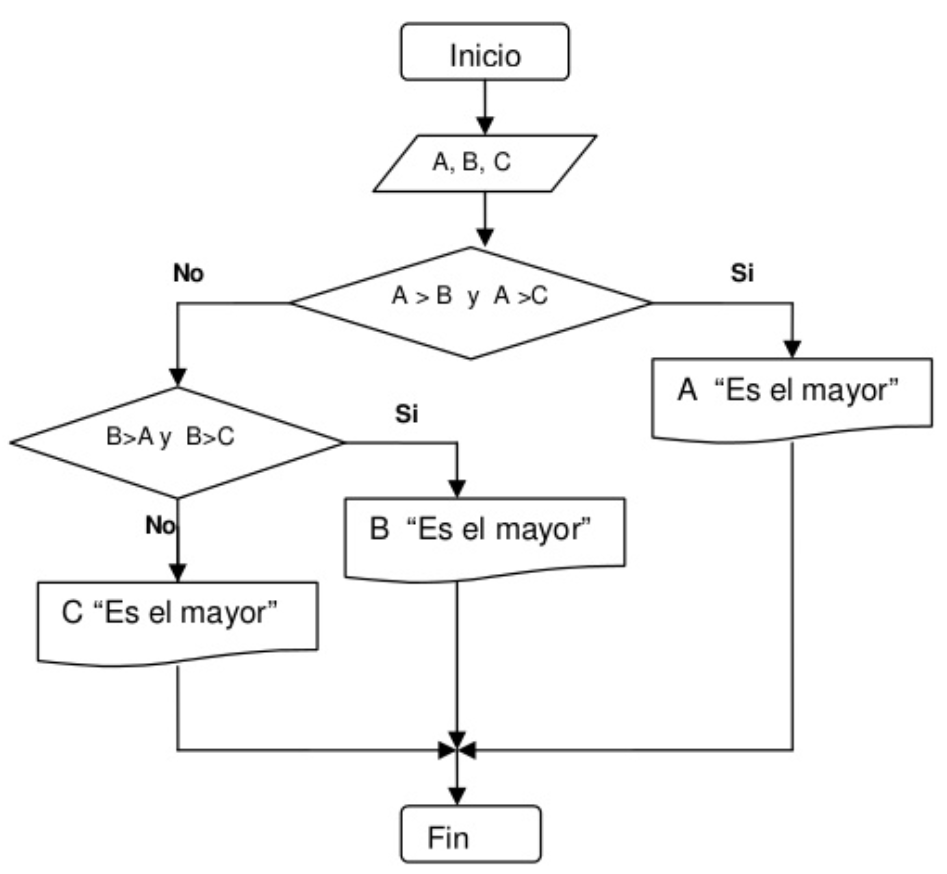 Inicio
A, B, C
No
Si
A > B y A >C
A “Es el mayor”
Si
B>A y B>C
No
B “Es el mayor”
C “Es el mayor”
Fin